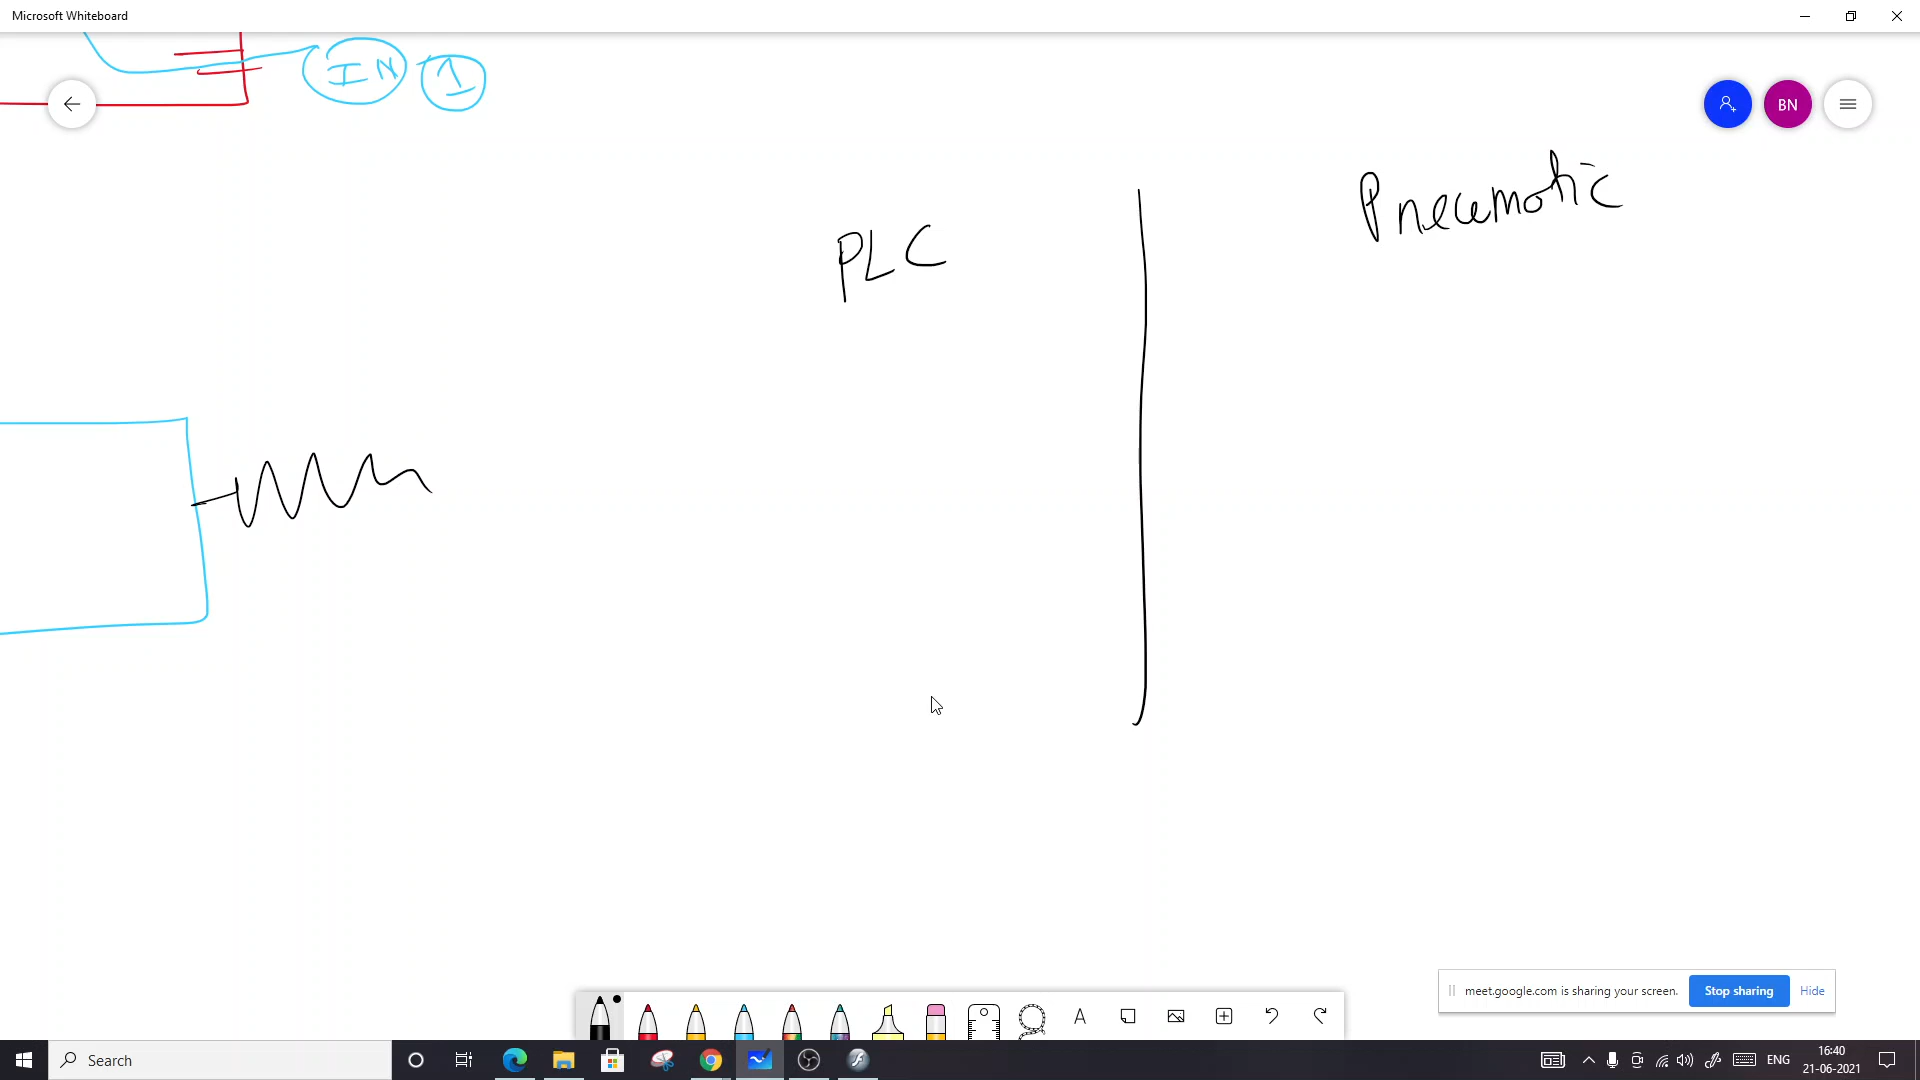 Microsoft Whiteboard
IN 1
BN
Pneumatic
PLC
meet.google.com is sharing your screen.
Stop sharing
Hide
A
Search
ENG
16:40
21-06-2021